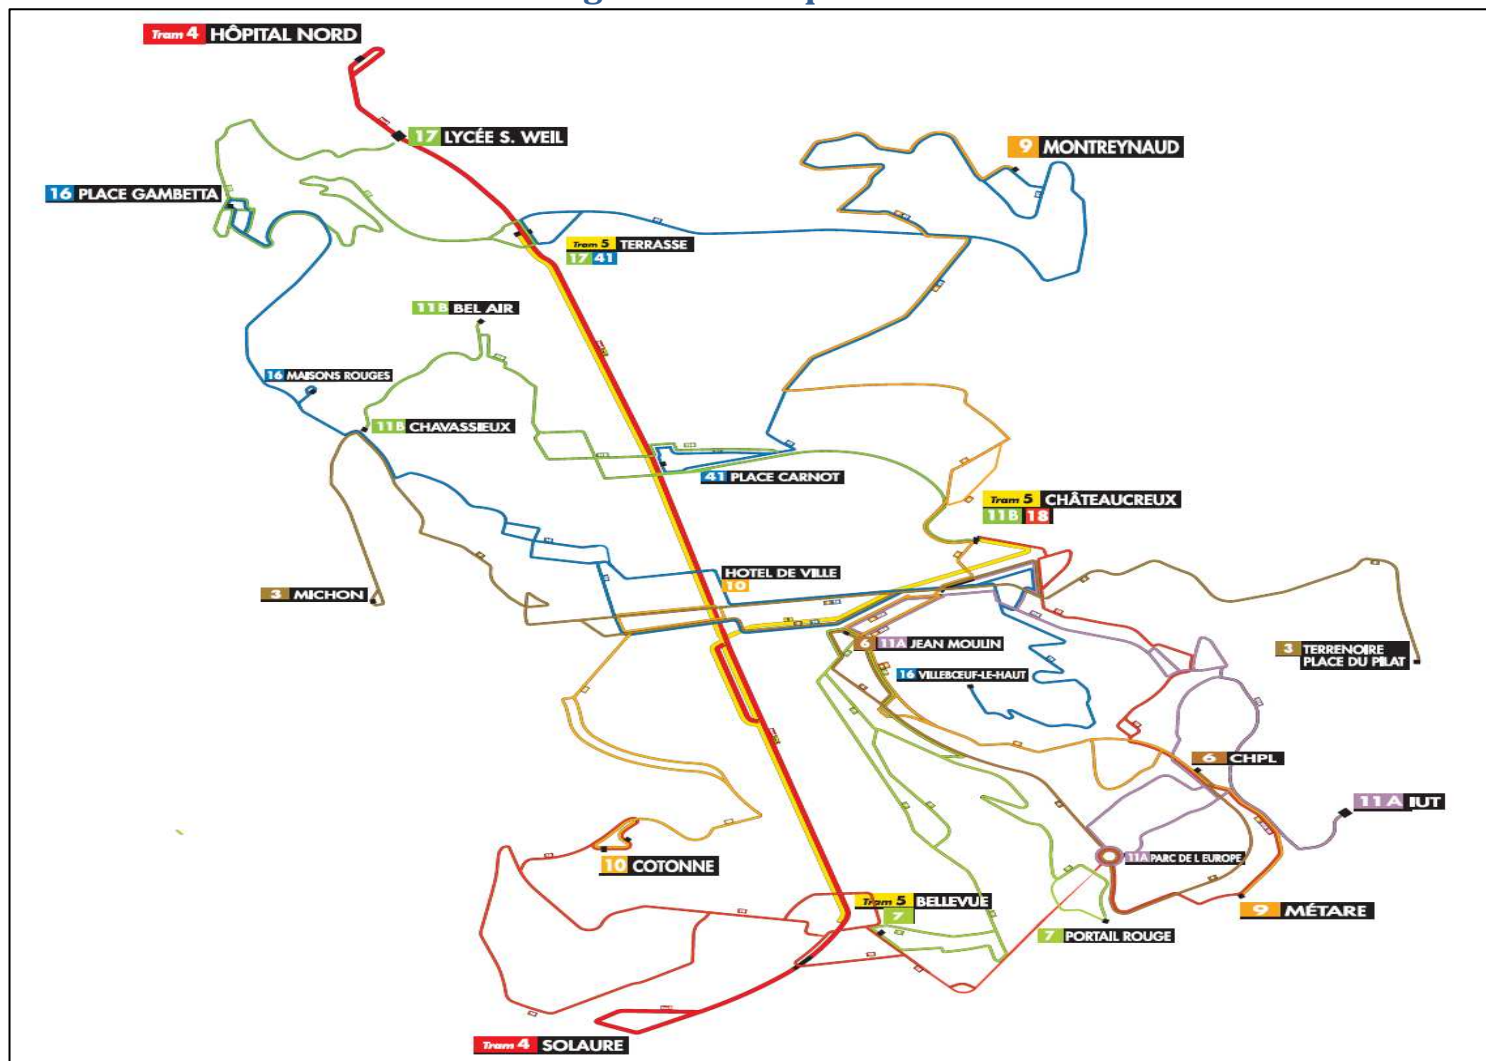 Tram 4 HÔPITAL NORD
17 LYCÉE S. WEIL
9 MONTREYNAUD
16 PLACE GAMBETTA
Tram 5 TERRASSE
17 41
11B BEL AIR
16 MAISONS ROUGES
11B CHAVASSIEUX
41 PLACE CARNOT
Tram 5 CHÂTEAUCREUX
11B 18
HOTEL DE VILLE
10
3 MICHON
6 11A JEAN MOULIN
3 TERRENOIRE
PLACE DU PILAT
16 VILLEBŒUF-LE-HAUT
6 CHPL
11A IUT
11A PARC DE L EUROPE
10 COTONNE
Tram 5 BELLEVUE
7
9 MÉTARE
7 PORTAIL ROUGE
Tram 4 SOLAURE